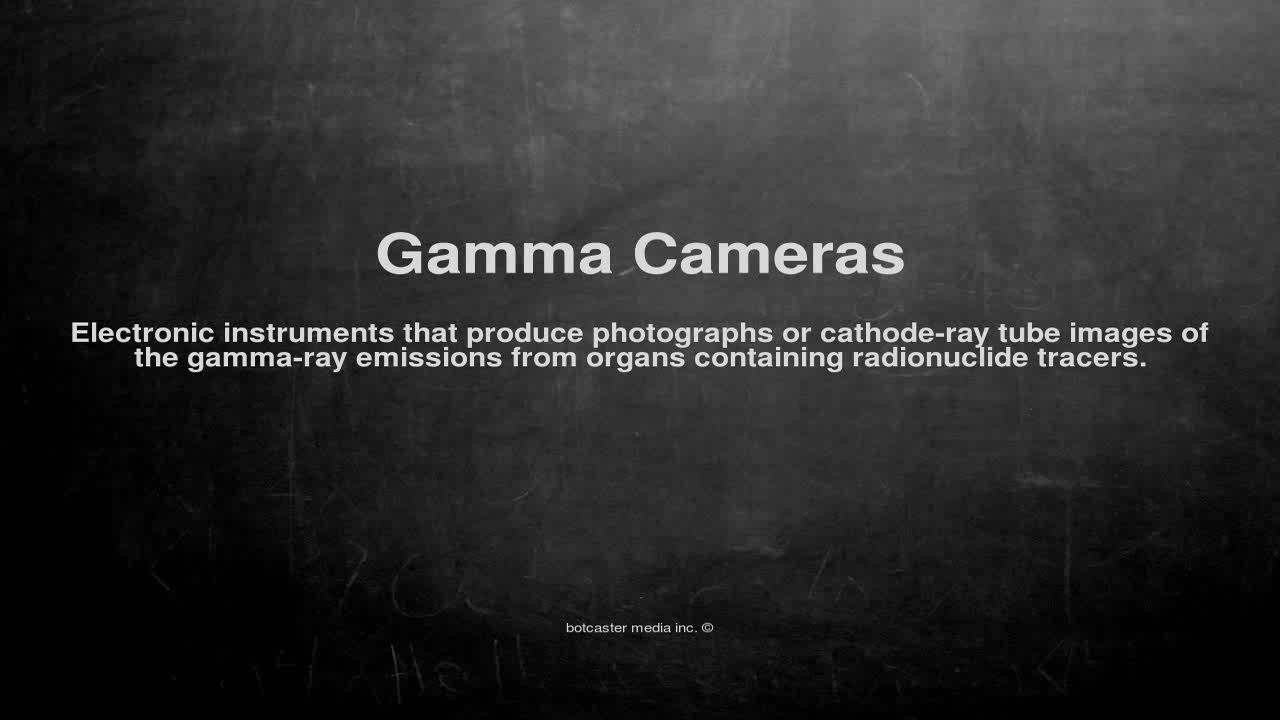 Gamma Cameras
Electronic instruments that produce photographs or cathode-ray tube images of
the gamma-ray emissions from organs containing radionuclide tracers.
botcaster media inc. ©